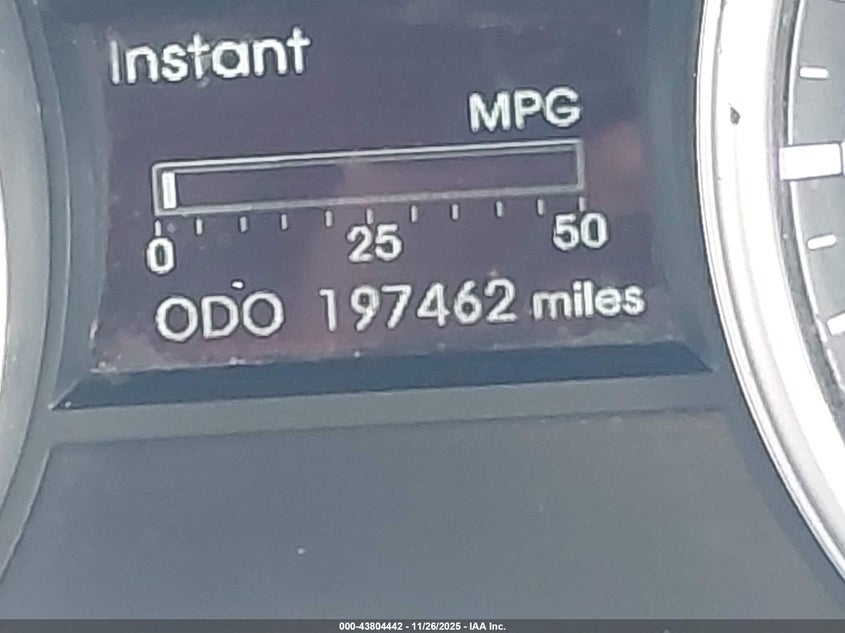 Instant
MPG
0 25 50
ODO 197462 miles
000-43804442 - 11/26/2025 - IAA Inc.